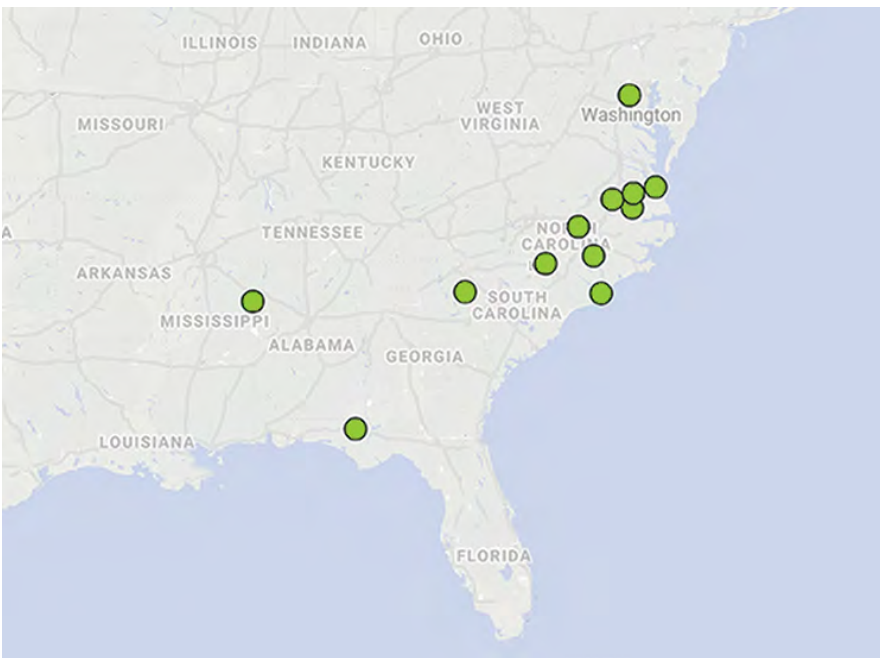 ILLINOIS
INDIANA
OHIO
WEST
VIRGINIA
Washington
MISSOURI
KENTUCKY
TENNESSEE
CAROLINA
ARKANSAS
SOUTH
CAROLINA
MISSISSIPPI
ALABAMA
GEORGIA
LOUISIANA
FLORIDA